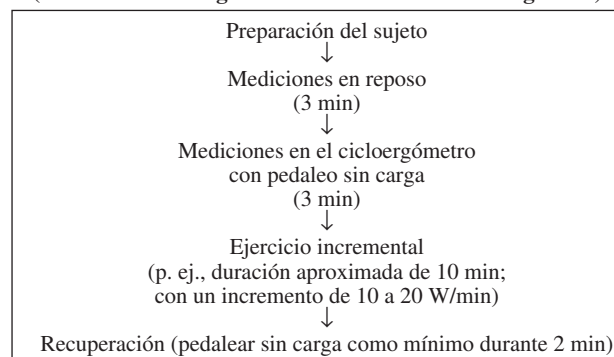 Preparación del sujeto
↓
Mediciones en reposo
(3 min)
↓
Mediciones en el cicloergómetro
con pedaleo sin carga
(3 min)
↓
Ejercicio incremental
(p. ej., duración aproximada de 10 min;
con un incremento de 10 a 20 W/min)
↓
Recuperación (pedalear sin carga como mínimo durante 2 min)